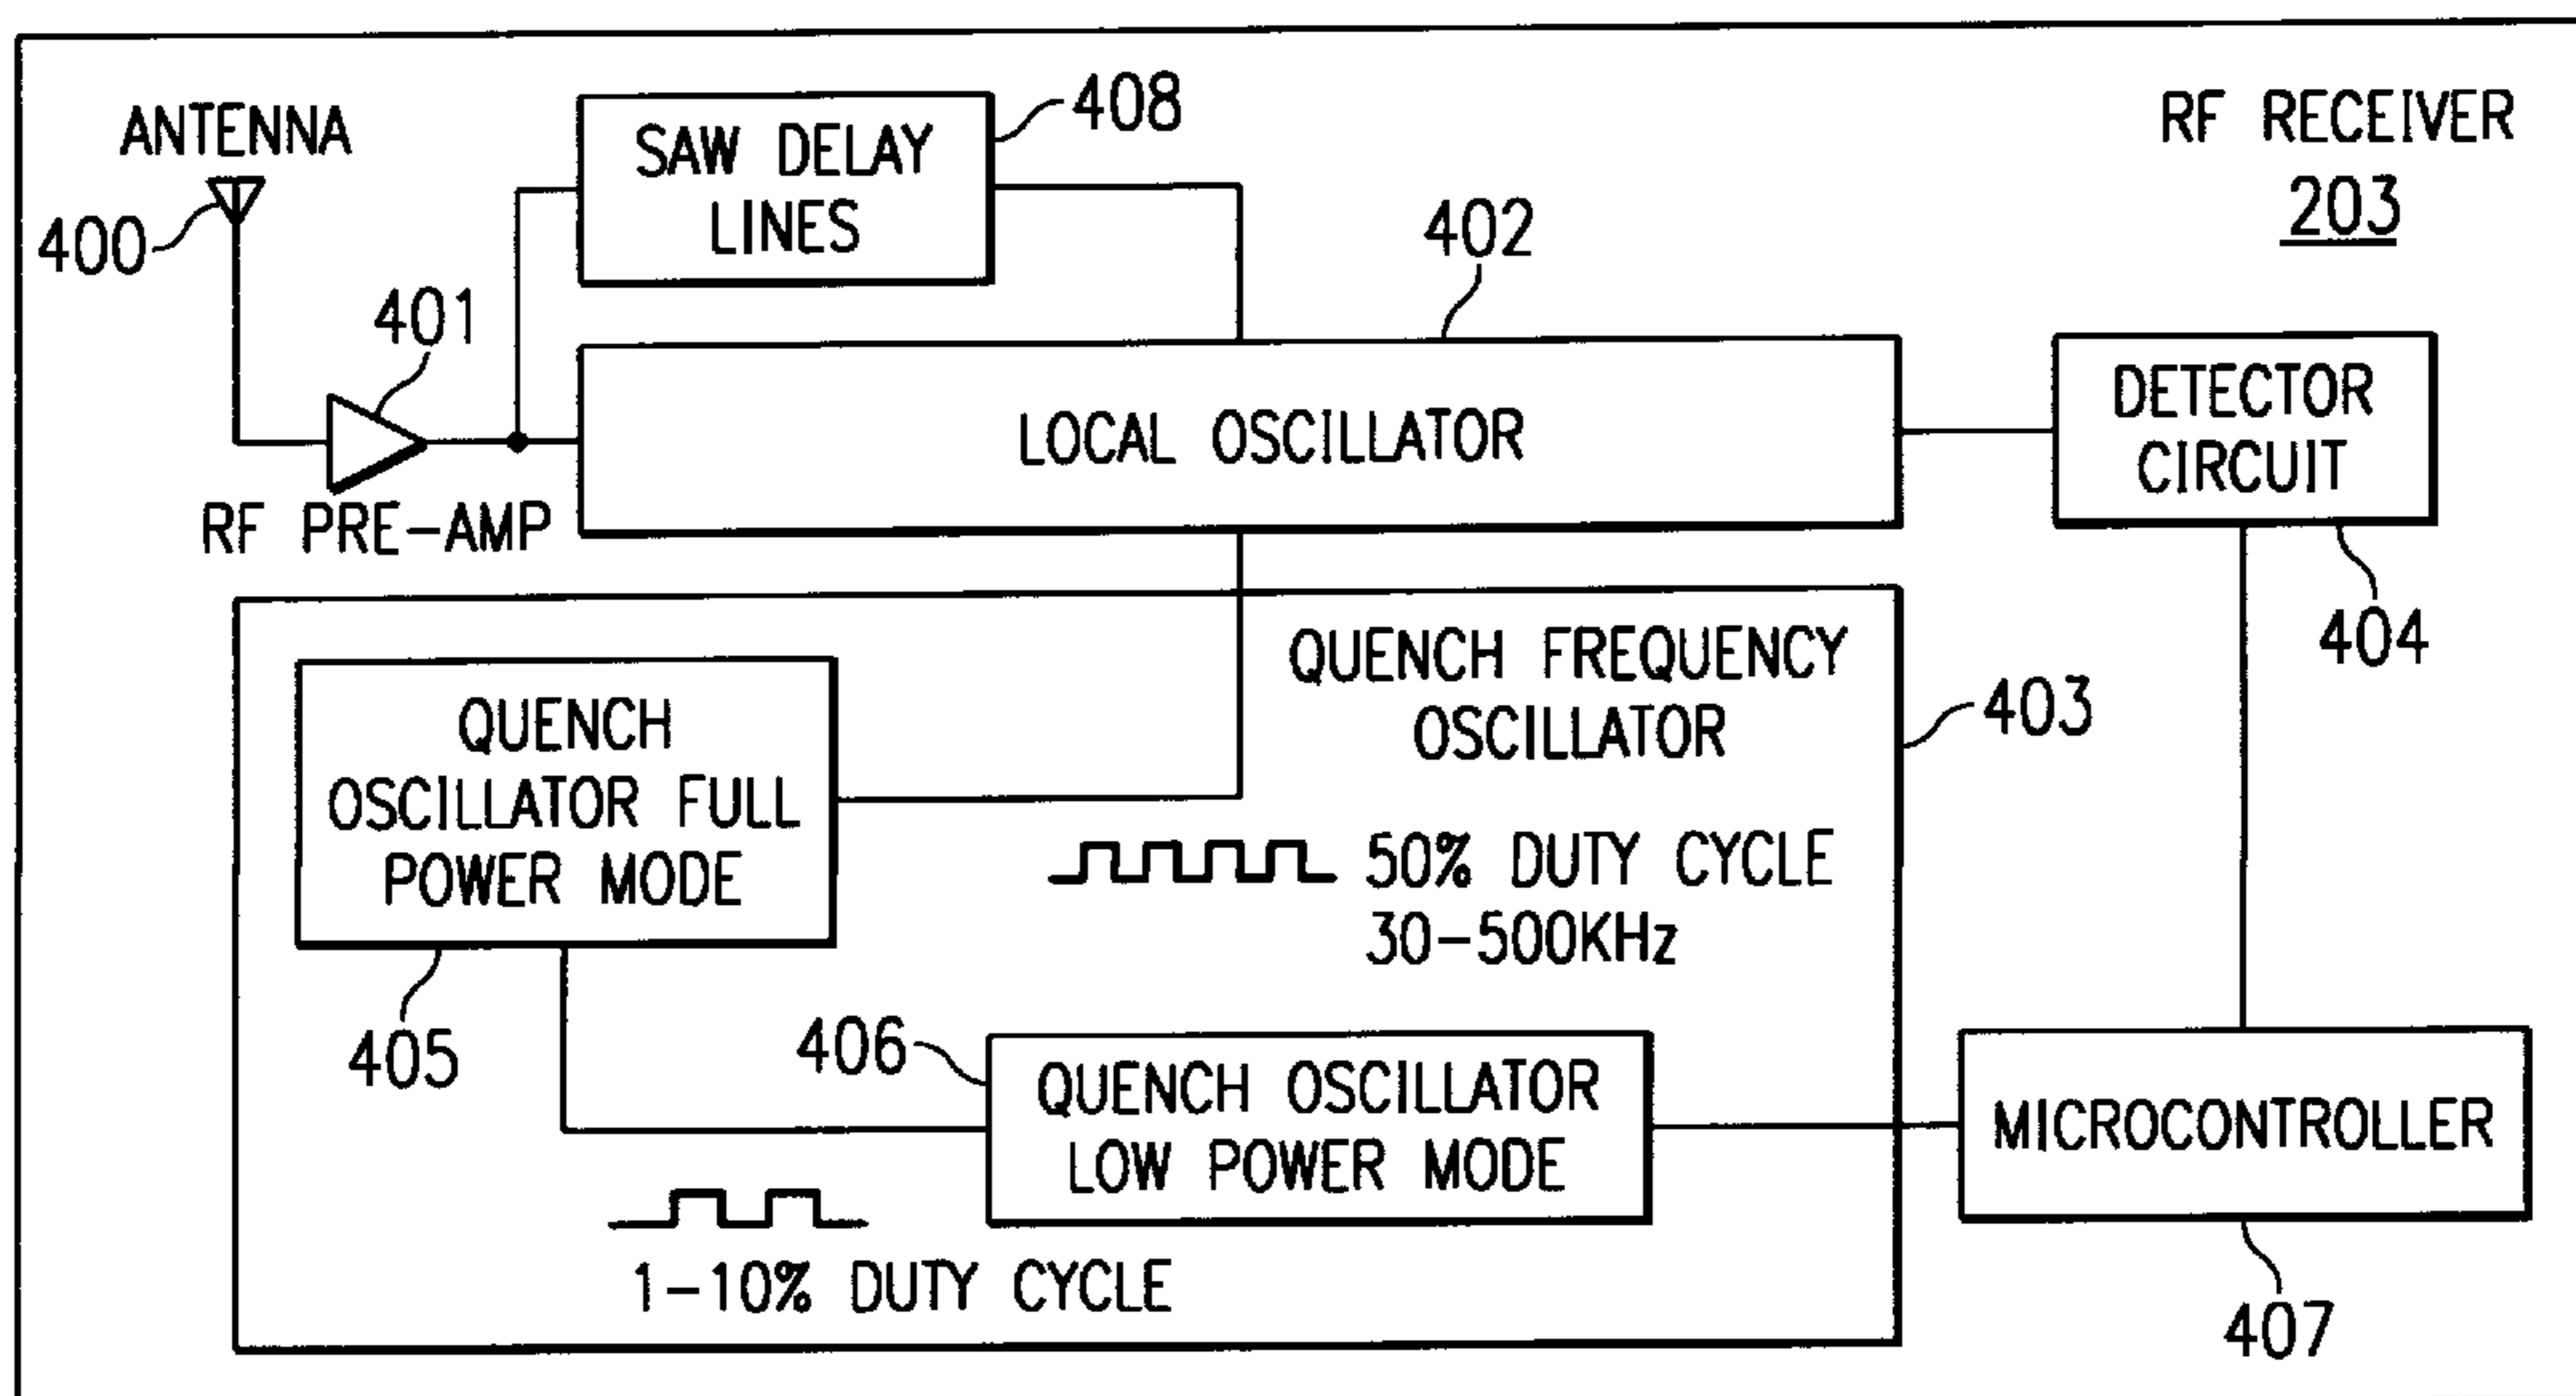 ANTENNA
400
401
RF PRE-AMP
SAW DELAY
LINES
408
402
RF RECEIVER
203
LOCAL OSCILLATOR
DETECTOR
CIRCUIT
404
QUENCH FREQUENCY
OSCILLATOR
403
QUENCH
OSCILLATOR FULL
POWER MODE
405
50% DUTY CYCLE
30-500KHz
406
QUENCH OSCILLATOR
LOW POWER MODE
1-10% DUTY CYCLE
MICROCONTROLLER
407